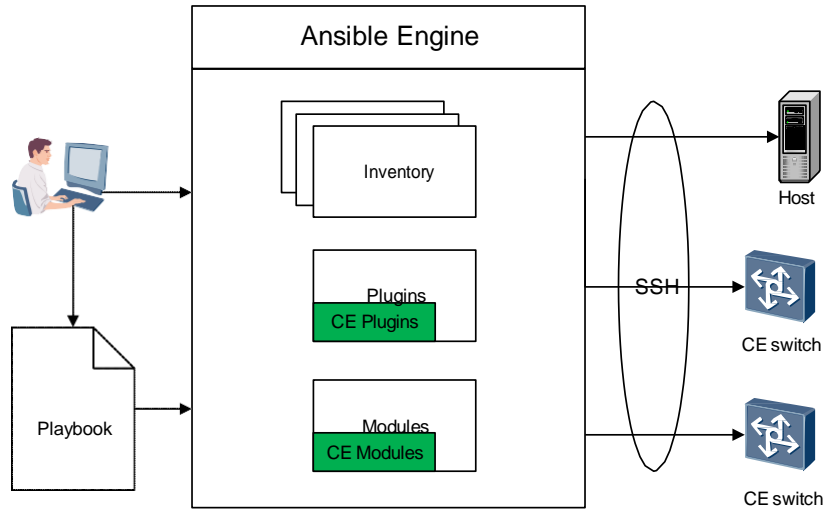 Ansible Engine
Inventory
Host
Plugins
CE Plugins
SSH
CE switch
Playbook
Modules
CE Modules
CE switch